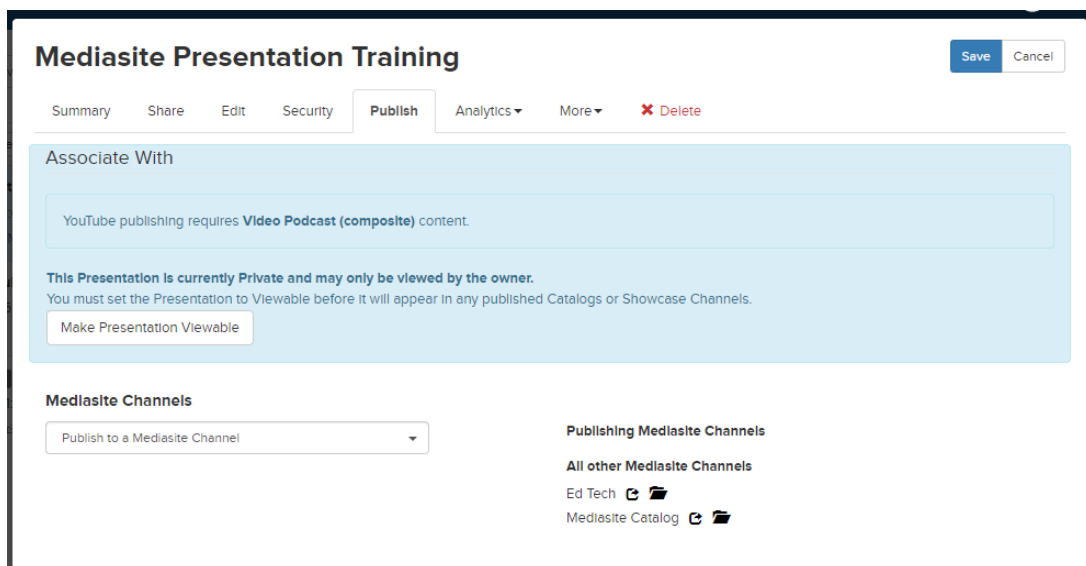 Mediasite Presentation Training
Save Cancel
Summary Share Edit Security Publish Analytics More Delete
Associate With
YouTube publishing requires Video Podcast (composite) content.
This Presentation is currently Private and may only be viewed by the owner.
You must set the Presentation to Viewable before it will appear in any published Catalogs or Showcase Channels.
Make Presentation Viewable
Mediasite Channels
Publish to a Mediasite Channel
Publishing Mediasite Channels
All other Mediasite Channels
Ed Tech
Mediasite Catalog